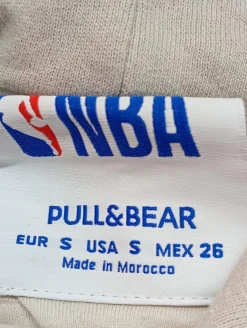 NBA
PULL&BEAR
EUR S USA S MEX 26
Made in Morocco